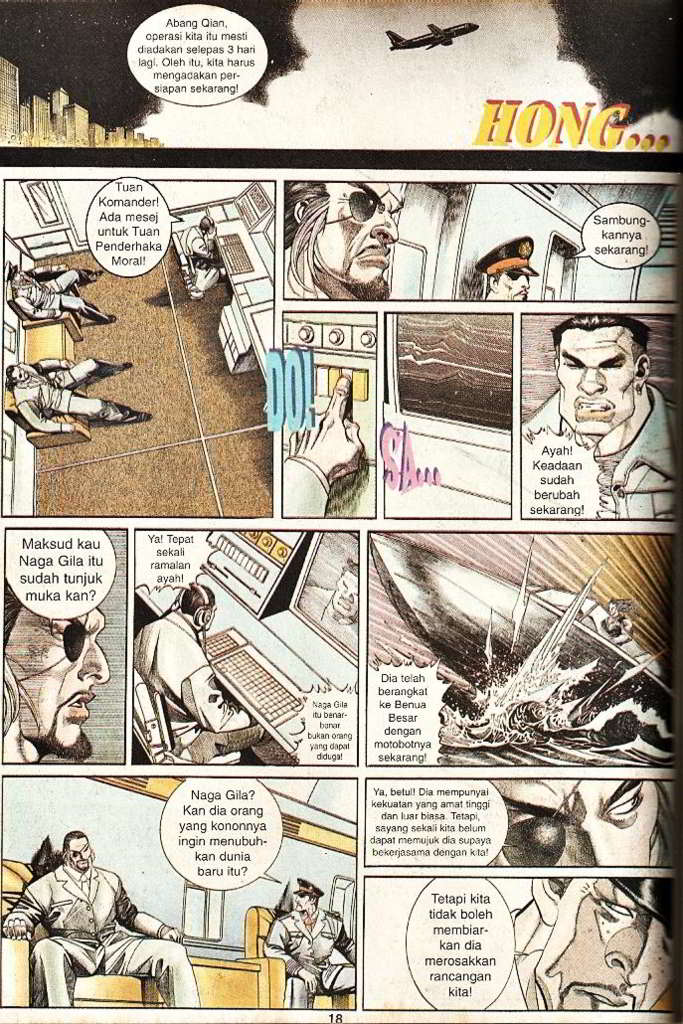 Abang Qian,
operasi kita itu mesti
diadakan selepas 3 hari
lagi. Oleh itu, kita harus
mengadakan per-
siapan sekarang!
HONG...
Tuan
Komander!
Ada mesej
untuk Tuan
Penderhaka
Moral!
Sambung-
kannya
sekarang!
DO!
SA...
Ayah!
Keadaan
sudah
berubah
sekarang!
Maksud kau
Naga Gila itu
sudah tunjuk
muka kan?
Ya! Tepat
sekali
ramalan
ayah!
Naga Gila
itu benar-
bonar
bukan orang
yang dapat
diduga!
Dia telah
berangkat
ke Benua
Besar
dengan
motobotnya
sekarang!
Naga Gila?
Kan dia orang
yang kononnya
ingin menubuh-
kan dunia
baru itu?
Ya, betul! Dia mempunyai
kekuatan yang amat tinggi
dan luar biasa. Tetapi,
sayang sekali kita belum
dapat memujuk dia supaya
bekerjasama dengan kita!
Tetapi kita
tidak boleh
membiar-
kan dia
merosakkan
rancangan
kita!
18